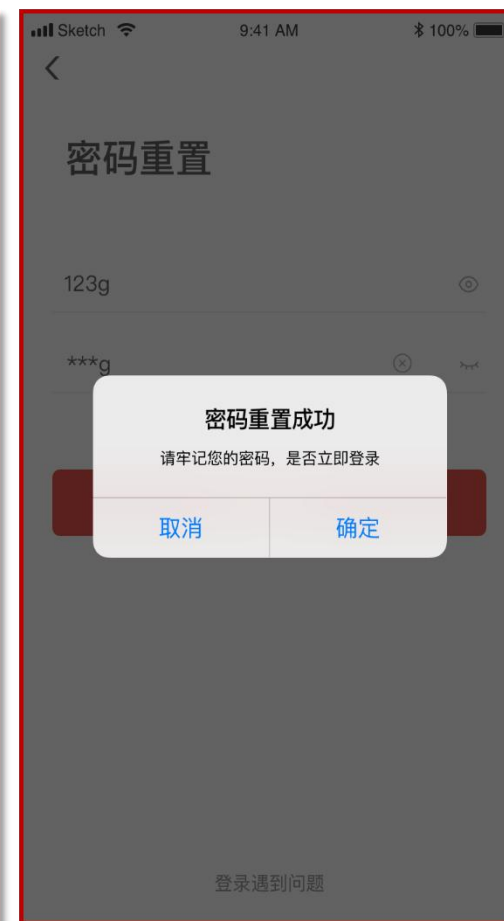 Sketch 9:41 AM 100%
密码重置
123g
***g
密码重置成功
请牢记您的密码，是否立即登录
取消 确定
登录遇到问题